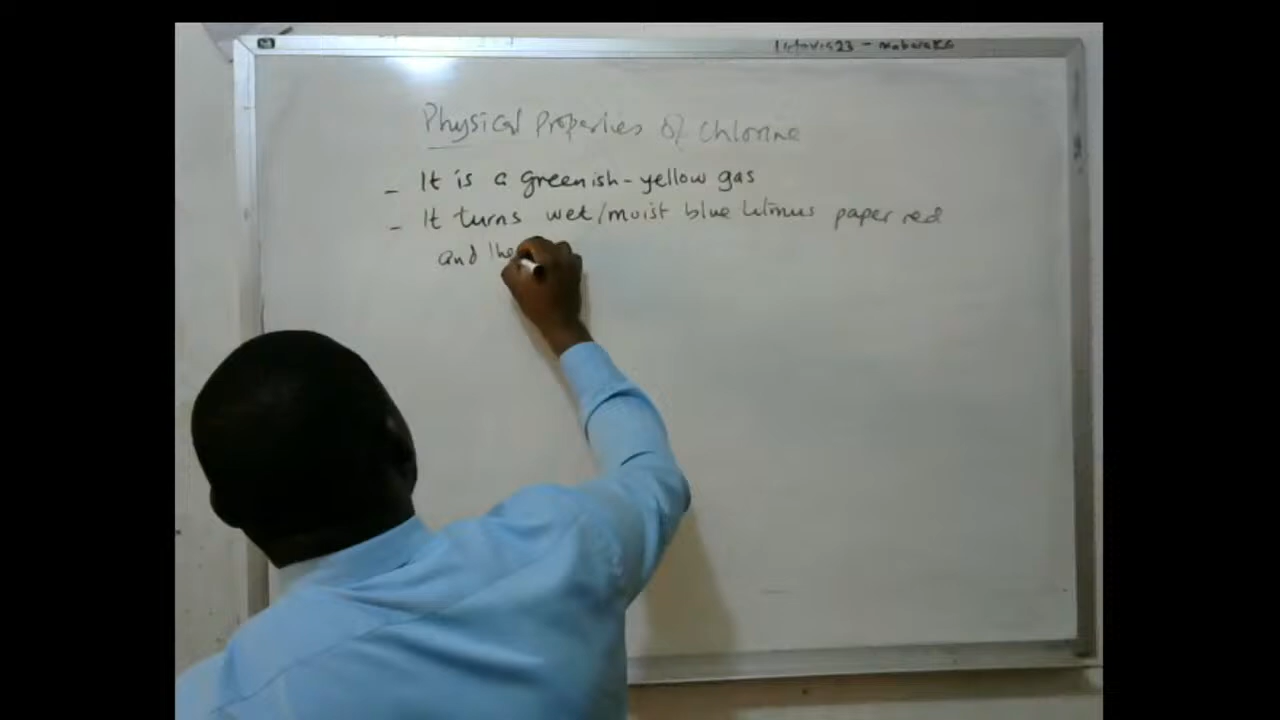 Physical Properties of Chlorine
- It is a greenish-yellow gas
- It turns wet/moist blue litmus paper red
and the